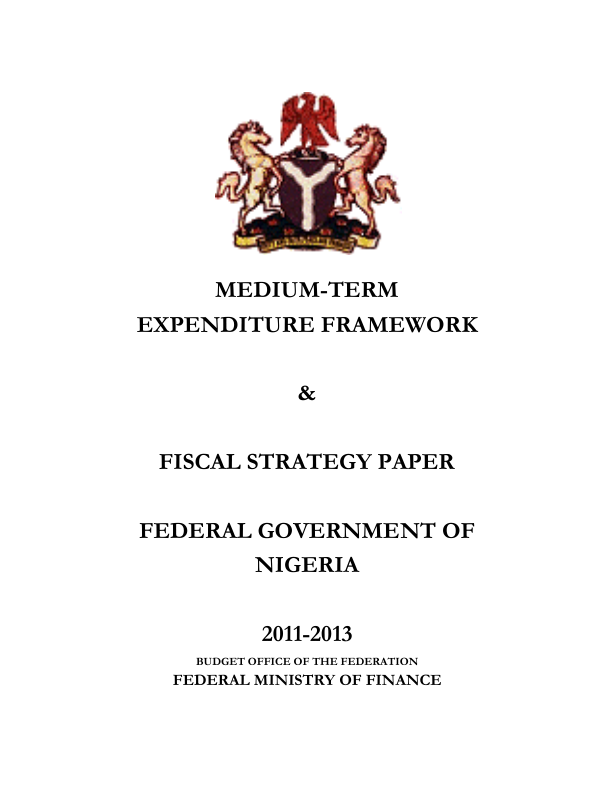 MEDIUM-TERM
EXPENDITURE FRAMEWORK
&
FISCAL STRATEGY PAPER
FEDERAL GOVERNMENT OF
NIGERIA
2011-2013
BUDGET OFFICE OF THE FEDERATION
FEDERAL MINISTRY OF FINANCE